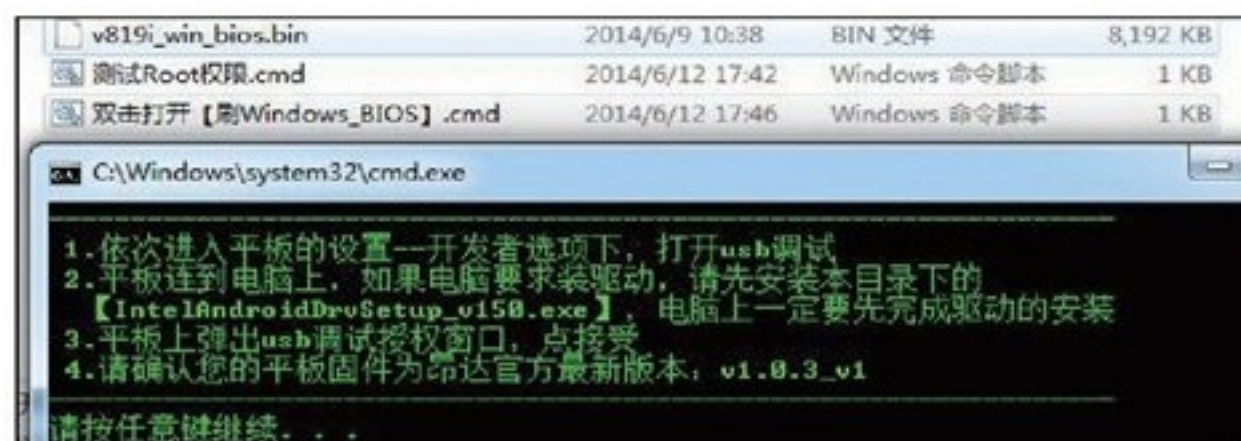 v819i_win_bios.bin 2014/6/9 10:38 BIN 文件 8,192 KB
测试Root权限.cmd 2014/6/12 17:42 Windows 命令脚本 1 KB
双击打开【刷Windows_BIOS】.cmd 2014/6/12 17:46 Windows 命令脚本 1 KB
C:\Windows\system32\cmd.exe
1.依次进入平板的设置--开发者选项下，打开usb调试
2.平板连到电脑上，如果电脑要求装驱动，请先安装本目录下的
【IntelAndroidDrvSetup_v150.exe】，电脑上一定要先完成驱动的安装
3.平板上弹出usb调试授权窗口，点接受
4.请确认您的平板固件为昂达官方最新版本：v1.0.3_v1
请按任意键继续. . .